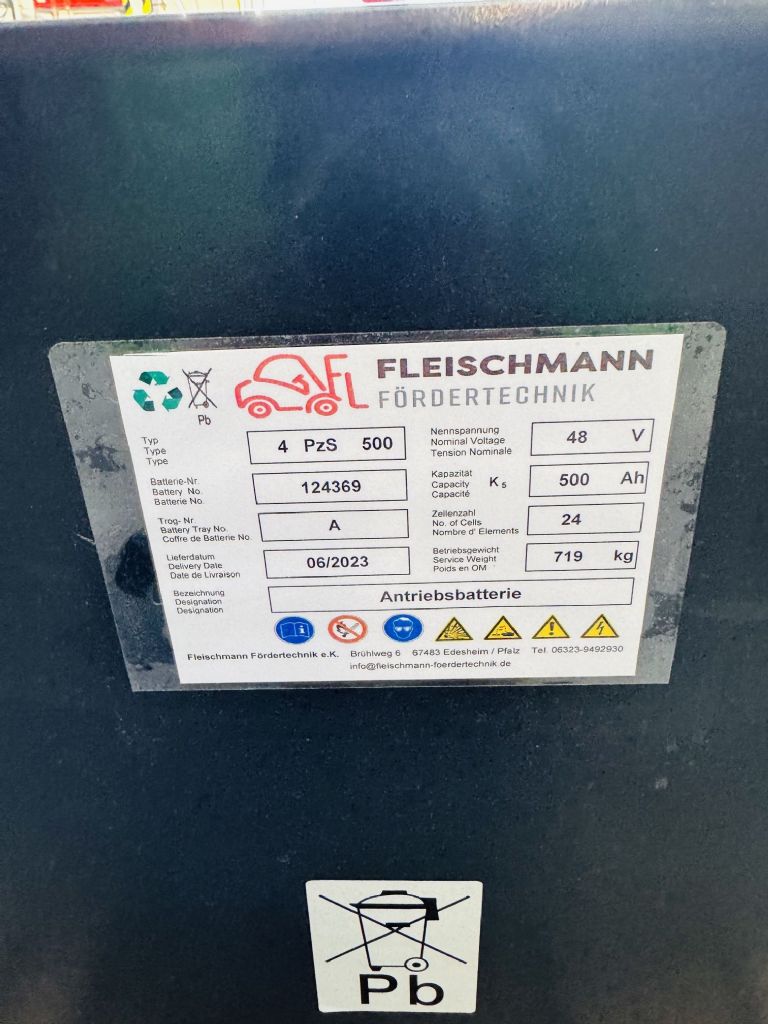 Pb
FL FLEISCHMANN
FÖRDERTECHNIK
Typ
Type
Type
4 PzS 500
Nennspannung
Nominal Voltage
Tension Nominale
48 V
Batterie-Nr.
Battery No.
Batterie No.
124369
Kapazität
Capacity
Capacité
K 5
500 Ah
Trog- Nr.
Battery Tray No.
Coffre de Batterie No.
A
Zellenzahl
No. of Cells
Nombre d' Elements
24
Lieferdatum
Delivery Date
Date de Livraison
06/2023
Betriebsgewicht
Service Weight
Poids en OM
719 kg
Bezeichnung
Designation
Designation
Antriebsbatterie
Fleischmann Fördertechnik e.K. Brühlweg 6 67483 Edesheim / Pfalz Tel. 06323-9492930
info@fleischmann-foerdertechnik.de
Pb